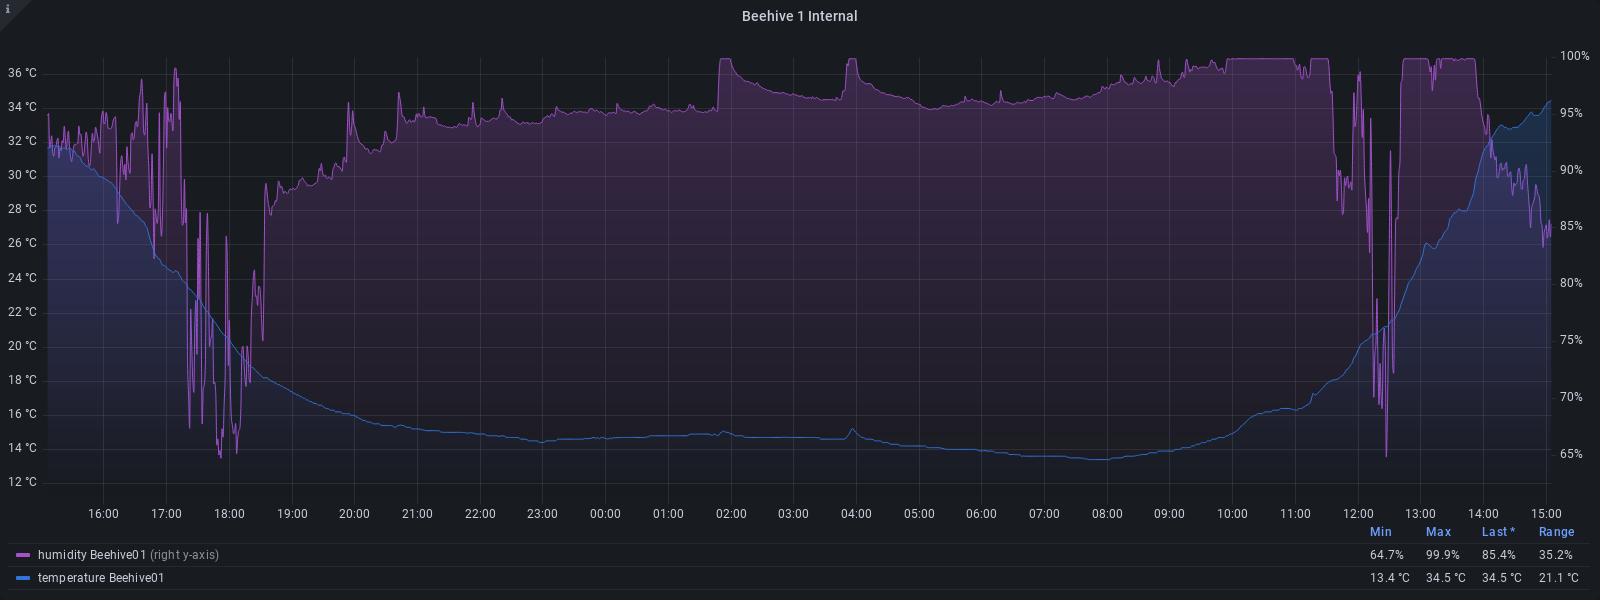 i
Beehive 1 Internal
100%
36 °C
34 °C
95%
32 °C
30 °C
90%
28 °C
85%
26 °C
24 °C
80%
22 °C
20 °C
75%
18 °C
70%
16 °C
14 °C
65%
12 °C
16:00 17:00 18:00 19:00 20:00 21:00 22:00 23:00 00:00 01:00 02:00 03:00 04:00 05:00 06:00 07:00 08:00 09:00 10:00 11:00 12:00 13:00 14:00 15:00
Min Max Last * Range
humidity Beehive01 (right y-axis) 64.7% 99.9% 85.4% 35.2%
temperature Beehive01 13.4 °C 34.5 °C 34.5 °C 21.1 °C